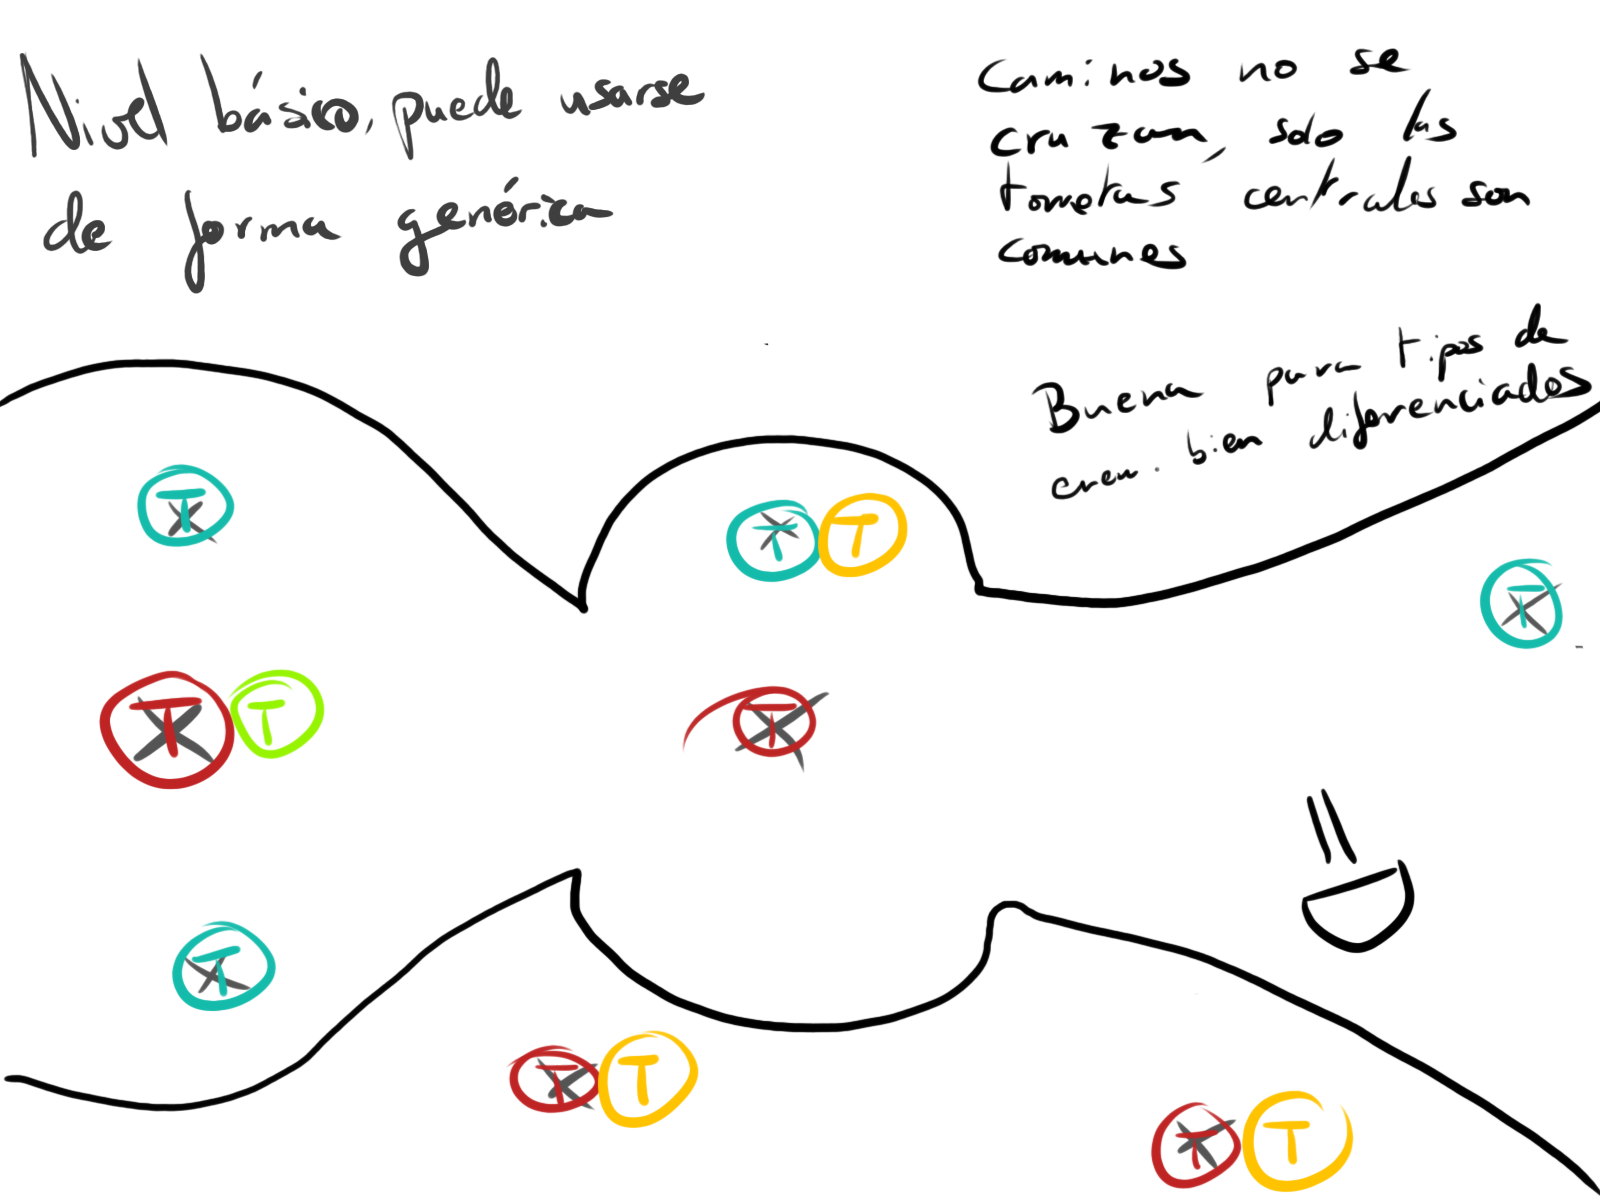 Nivel básico, puede usarse
de forma genérica
Caminos no se
cruzan, solo las
torretas centrales son
comunes
Buena para tipos de
enem. bien diferenciados
T
T T
T
T
T T
T
T
T T
T T